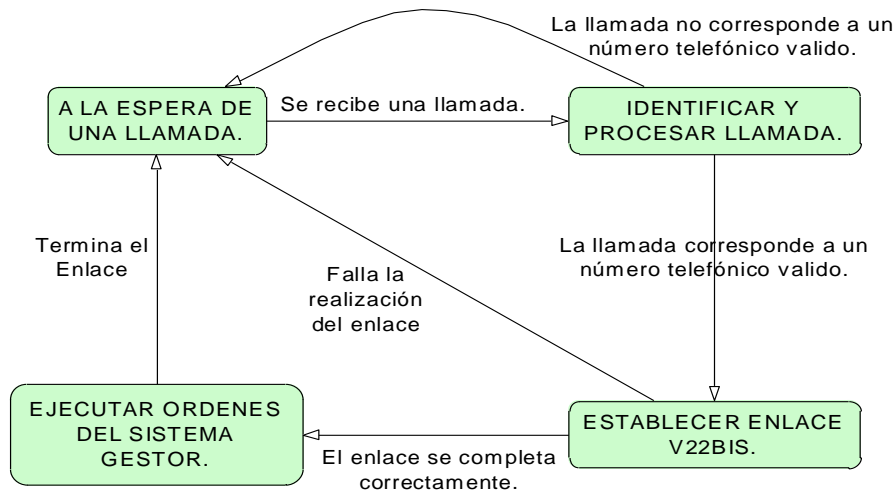 La llamada no corresponde a un
número telefónico valido.
A LA ESPERA DE
UNA LLAMADA.
Se recibe una llamada.
IDENTIFICAR Y
PROCESAR LLAMADA.
Termina el
Enlace
Falla la
realización
del enlace
La llamada corresponde a un
número telefónico valido.
EJECUTAR ORDENES
DEL SISTEMA
GESTOR.
El enlace se completa
correctamente.
ESTABLECER ENLACE
V22BIS.